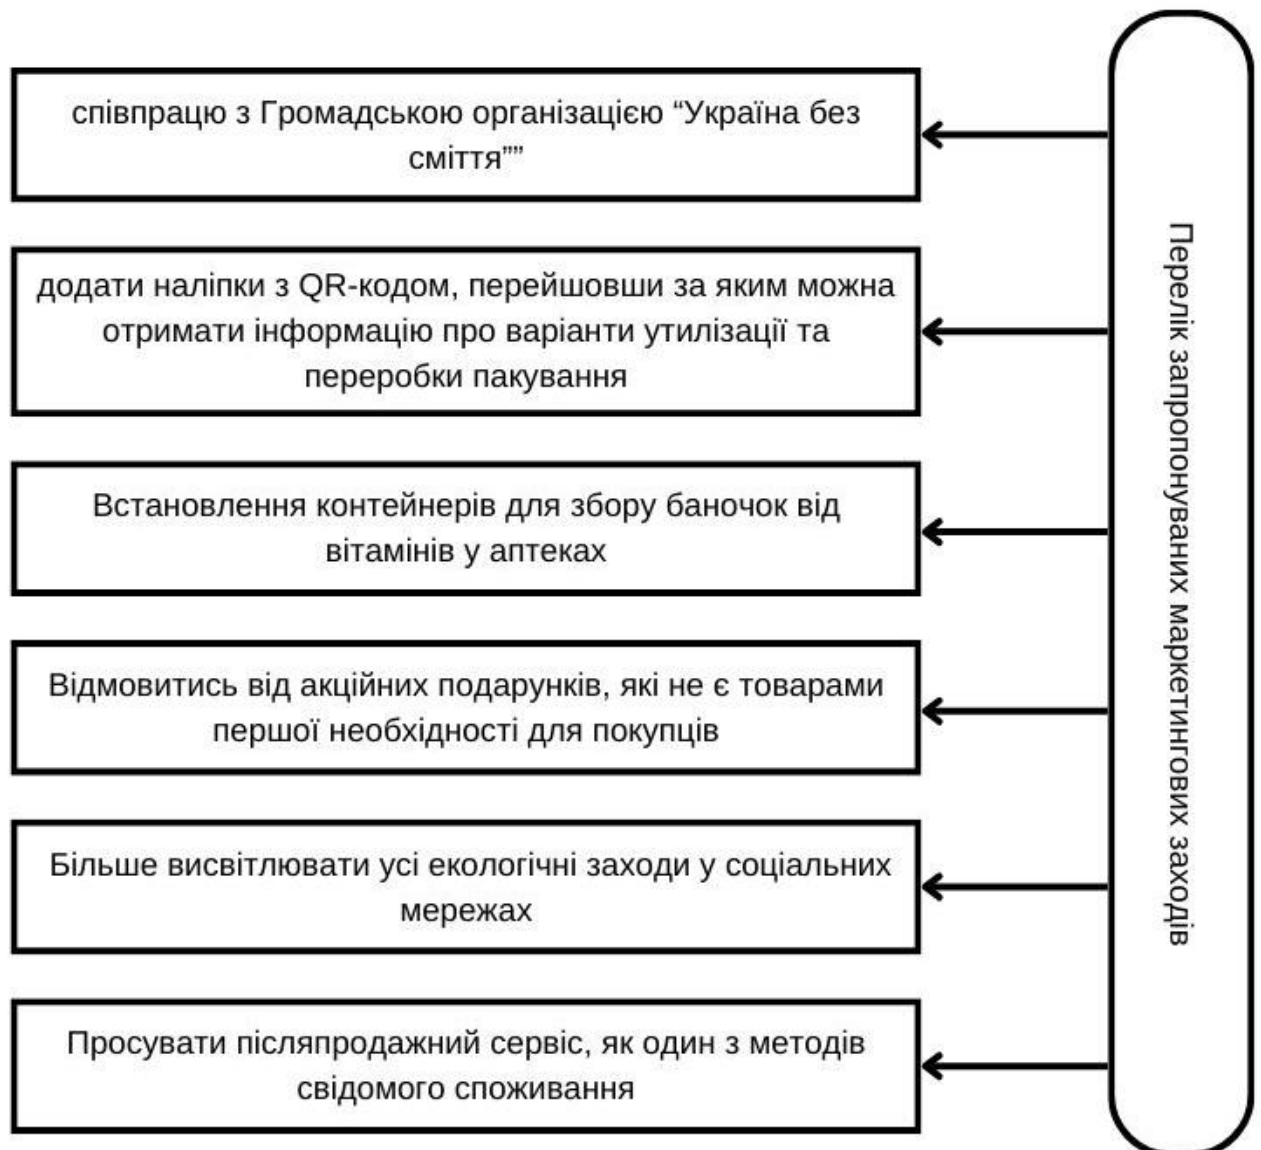 співпрацю з Громадською організацією “Україна без
сміття””
додати наліпки з QR-кодом, перейшовши за яким можна
отримати інформацію про варіанти утилізації та
переробки пакування
Встановлення контейнерів для збору баночок від
вітамінів у аптеках
Відмовитись від акційних подарунків, які не є товарами
першої необхідності для покупців
Більше висвітлювати усі екологічні заходи у соціальних
мережах
Просувати післяпродажний сервіс, як один з методів
свідомого споживання
Перелік запропонуваних маркетингових заходів